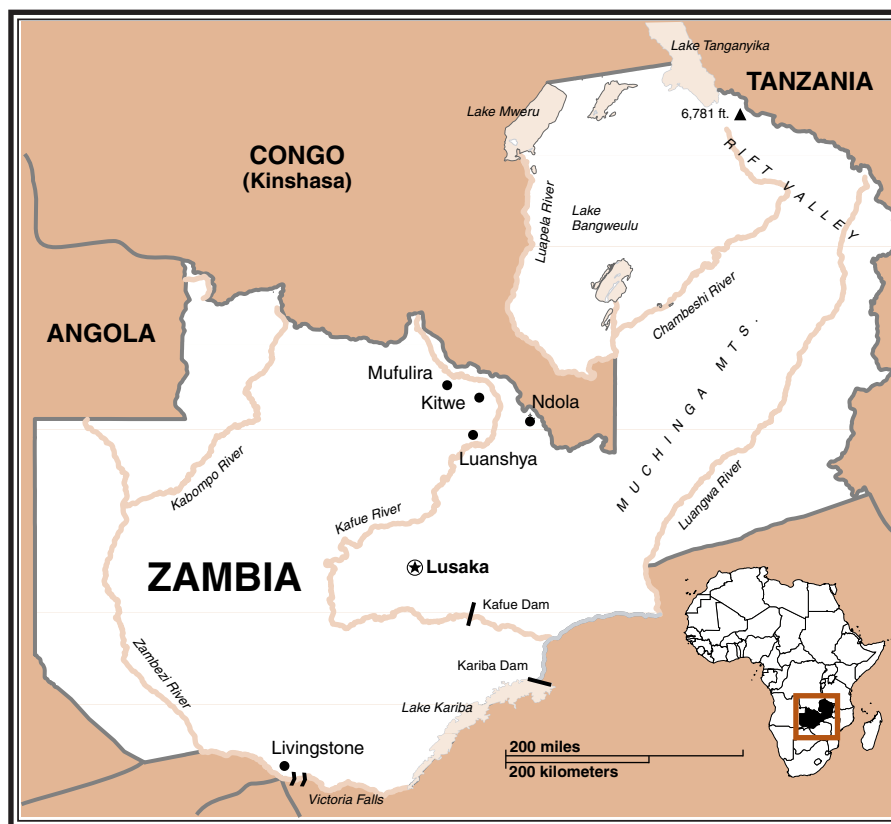 Lake Tanganyika
TANZANIA
Lake Mweru
6,781 ft.
CONGO
(Kinshasa)
RIFT VALLEY
Luapela River
Lake
Bangweulu
Chambeshi River
ANGOLA
MUCHINGA MTS.
Mufulira
Kitwe
Ndola
Luanshya
Kabompo River
Luangwa River
Kafue River
ZAMBIA
Lusaka
Kafue Dam
Zambezi River
Kariba Dam
Lake Kariba
Livingstone
Victoria Falls
200 miles
200 kilometers